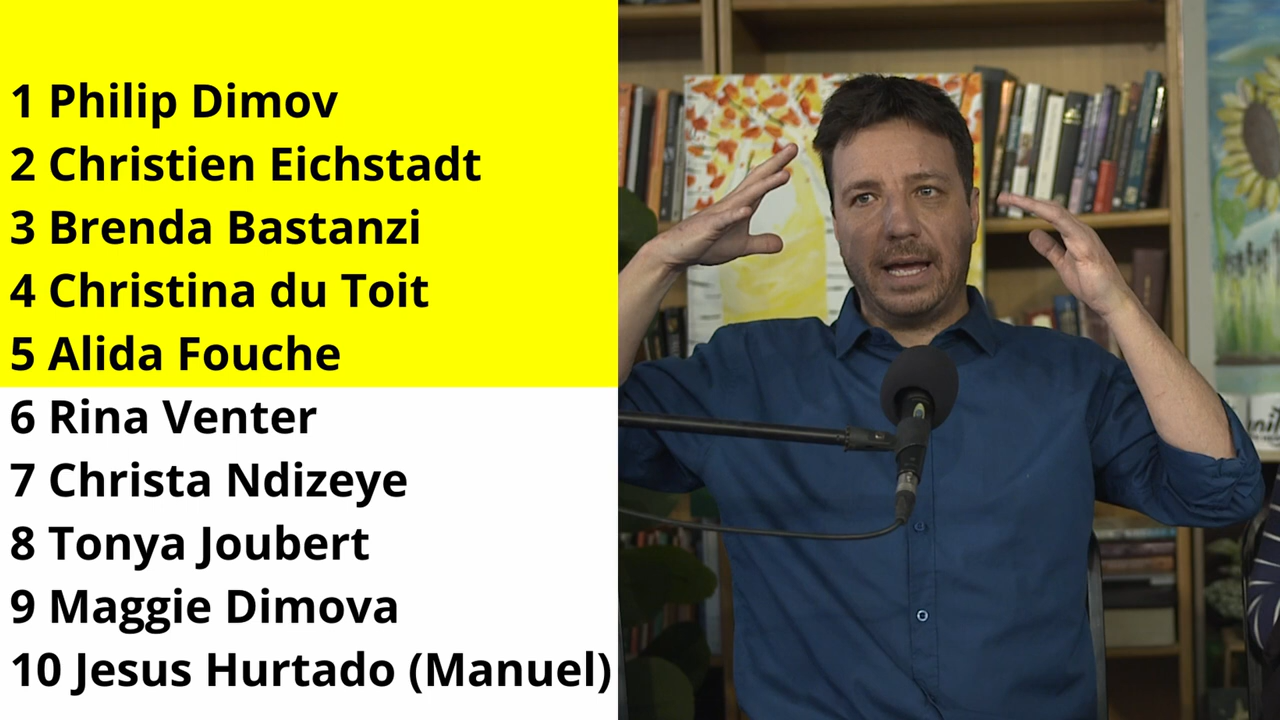 1 Philip Dimov
2 Christien Eichstadt
3 Brenda Bastanzi
4 Christina du Toit
5 Alida Fouche
6 Rina Venter
7 Christa Ndizeye
8 Tonya Joubert
9 Maggie Dimova
10 Jesus Hurtado (Manuel)